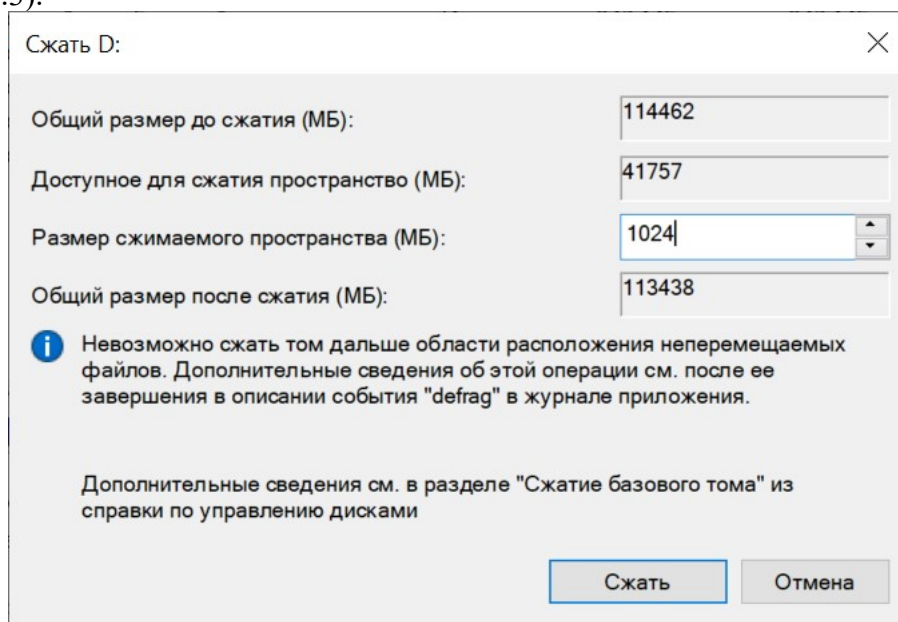 .5).
Сжать D:
Общий размер до сжатия (МБ): 114462
Доступное для сжатия пространство (МБ): 41757
Размер сжимаемого пространства (МБ): 1024
Общий размер после сжатия (МБ): 113438
Невозможно сжать том дальше области расположения неперемещаемых
файлов. Дополнительные сведения об этой операции см. после ее
завершения в описании события "defrag" в журнале приложения.
Дополнительные сведения см. в разделе "Сжатие базового тома" из
справки по управлению дисками
Сжать Отмена